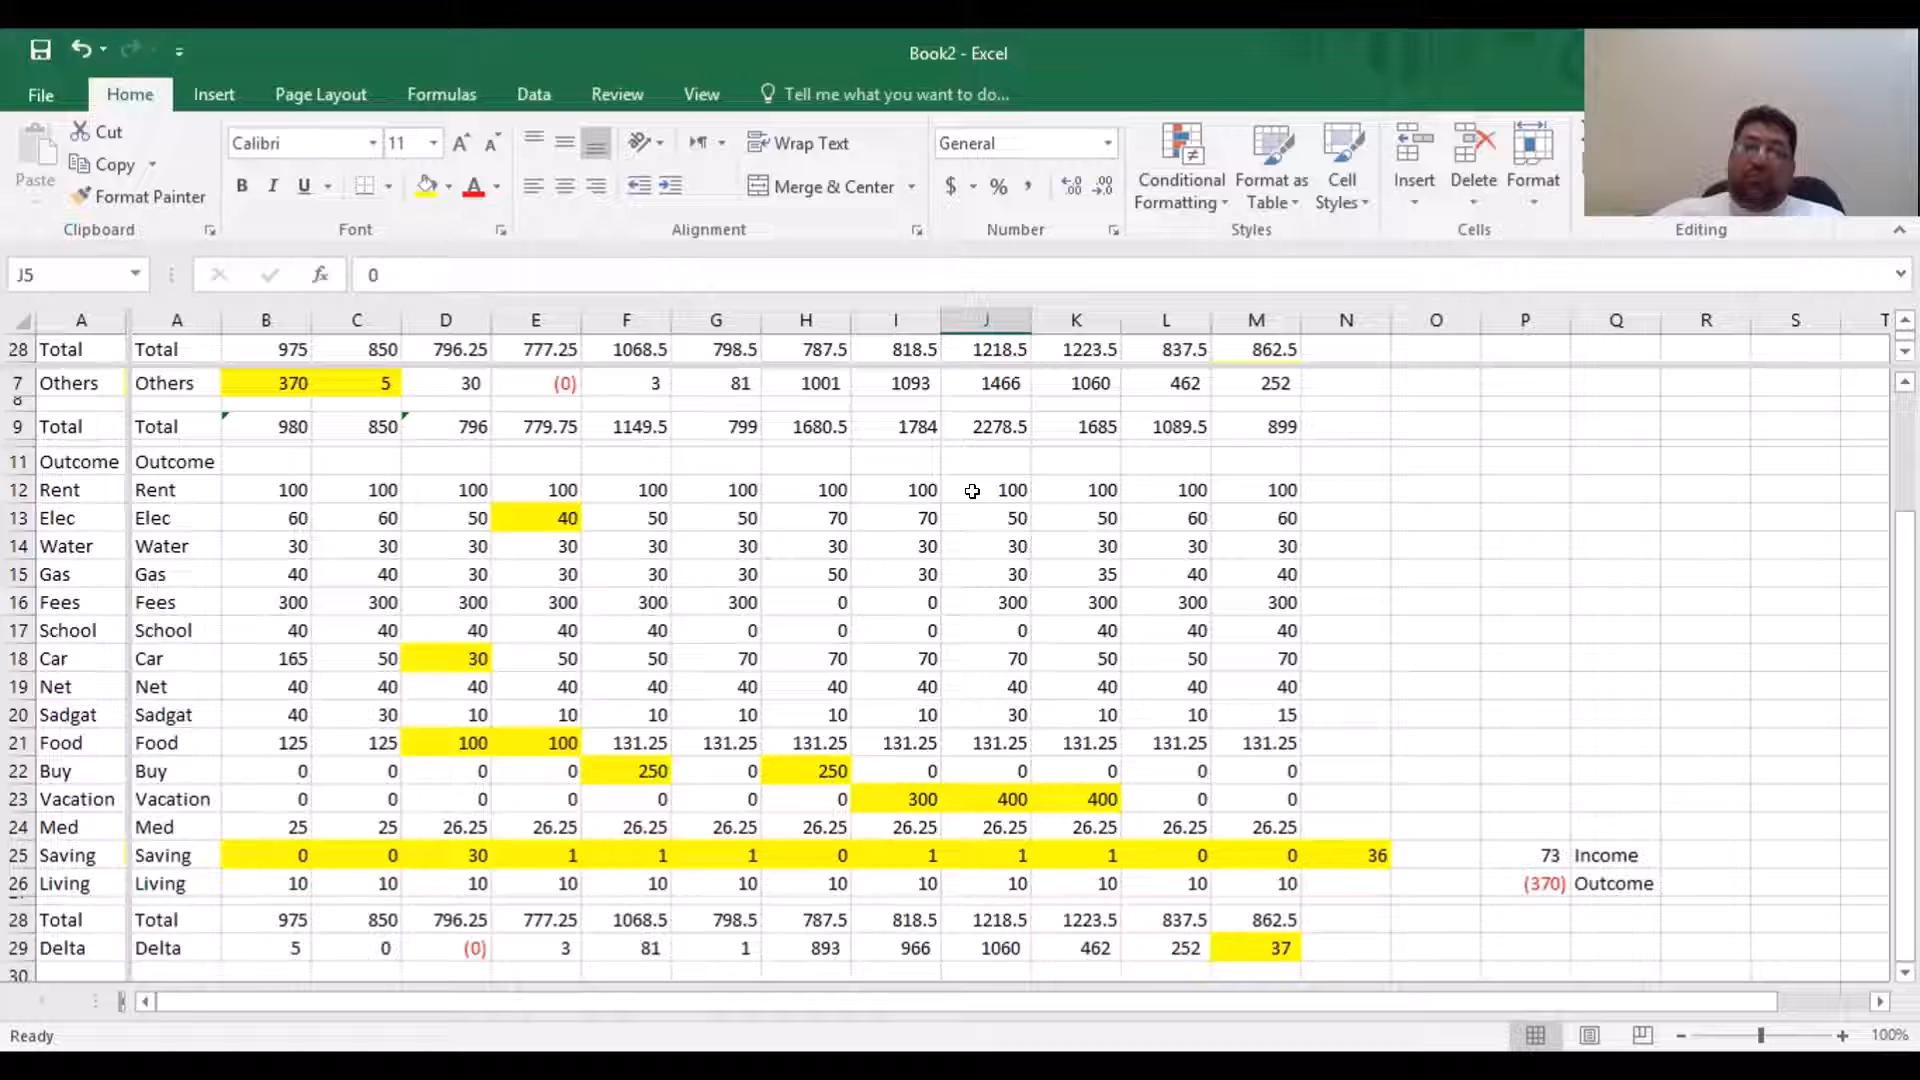 Book2 - Excel
File Home Insert Page Layout Formulas Data Review View Tell me what you want to do...
Cut
Copy
Format Painter
Paste
Calibri 11
B I U A
Wrap Text
Merge & Center
General
$ % ,
Conditional Formatting
Format as Table
Cell Styles
Insert Delete Format
Clipboard Font Alignment Number Styles Cells Editing
J5 fx 0
A A B C D E F G H I J K L M N O P Q R S T
28 Total Total 975 850 796.25 777.25 1068.5 798.5 787.5 818.5 1218.5 1223.5 837.5 862.5
7 Others Others 370 5 30 (0) 3 81 1001 1093 1466 1060 462 252
8
9 Total Total 980 850 796 779.75 1149.5 799 1680.5 1784 2278.5 1685 1089.5 899
11 Outcome Outcome
12 Rent Rent 100 100 100 100 100 100 100 100 100 100 100 100
13 Elec Elec 60 60 50 40 50 50 70 70 50 50 60 60
14 Water Water 30 30 30 30 30 30 30 30 30 30 30 30
15 Gas Gas 40 40 30 30 30 30 50 30 30 35 40 40
16 Fees Fees 300 300 300 300 300 300 0 0 300 300 300 300
17 School School 40 40 40 40 40 0 0 0 0 40 40 40
18 Car Car 165 50 30 50 50 70 70 70 70 50 50 70
19 Net Net 40 40 40 40 40 40 40 40 40 40 40 40
20 Sadgat Sadgat 40 30 10 10 10 10 10 10 30 10 10 15
21 Food Food 125 125 100 100 131.25 131.25 131.25 131.25 131.25 131.25 131.25 131.25
22 Buy Buy 0 0 0 0 250 0 250 0 0 0 0 0
23 Vacation Vacation 0 0 0 0 0 0 0 300 400 400 0 0
24 Med Med 25 25 26.25 26.25 26.25 26.25 26.25 26.25 26.25 26.25 26.25 26.25
25 Saving Saving 0 0 30 1 1 1 0 1 1 1 0 0 36 73 Income
26 Living Living 10 10 10 10 10 10 10 10 10 10 10 10 (370) Outcome
28 Total Total 975 850 796.25 777.25 1068.5 798.5 787.5 818.5 1218.5 1223.5 837.5 862.5
29 Delta Delta 5 0 (0) 3 81 1 893 966 1060 462 252 37
30
Ready 100%